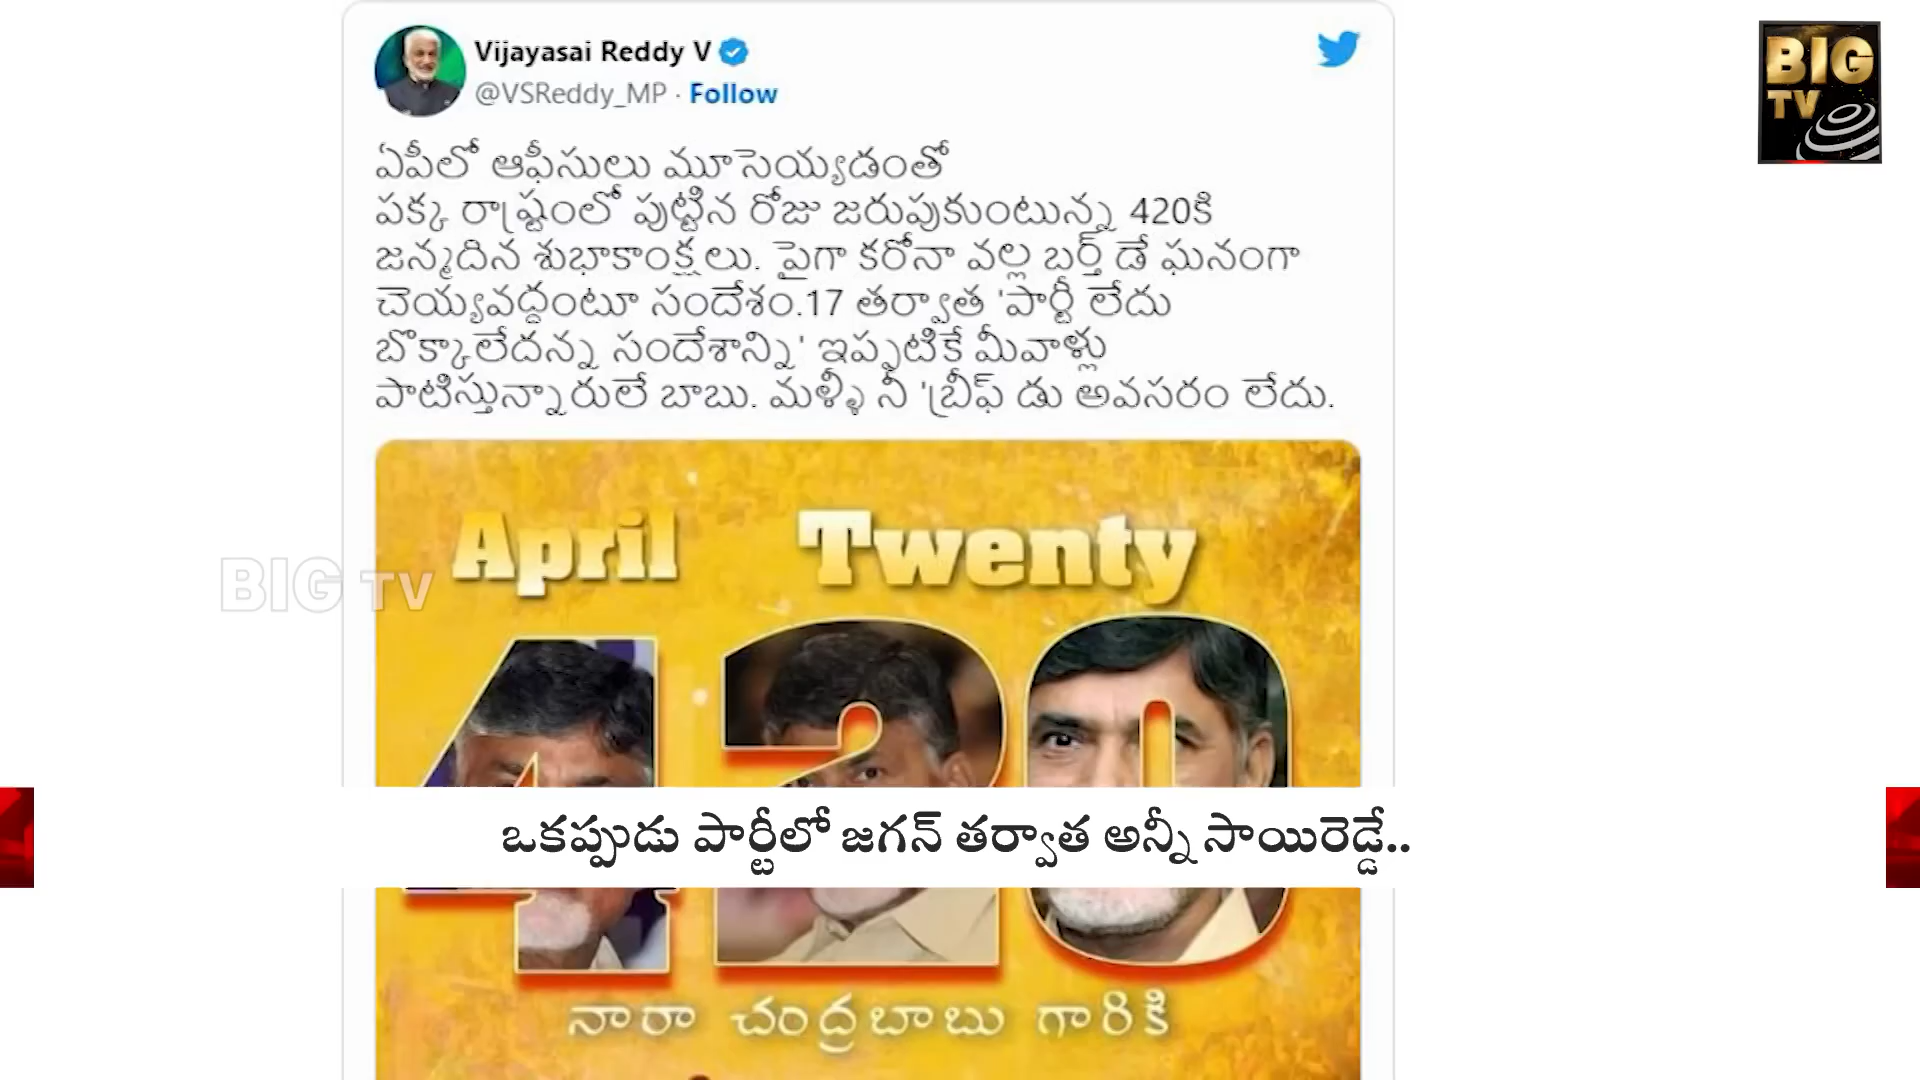 Vijayasai Reddy V
@VSReddy_MP · Follow
BIG
TV
ఏపీలో ఆఫీసులు మూసెయ్యడంతో
పక్క రాష్ట్రంలో పుట్టిన రోజు జరుపుకుంటున్న 420కి
జన్మదిన శుభాకాంక్షలు. పైగా కరోనా వల్ల బర్త్ డే ఘనంగా
చెయ్యవద్దంటూ సందేశం.17 తర్వాత 'పార్టీ లేదు
బొక్కాలేదన్న సందేశాన్ని' ఇప్పటికే మీవాళ్లు
పాటిస్తున్నారులే బాబు. మళ్ళీ నీ 'బ్రీఫ్ డు అవసరం లేదు.
April Twenty
BIG TV
420
ఒకప్పుడు పార్టీలో జగన్ తర్వాత అన్నీ సాయిరెడ్డే..
నారా చంద్రబాబు గారికి